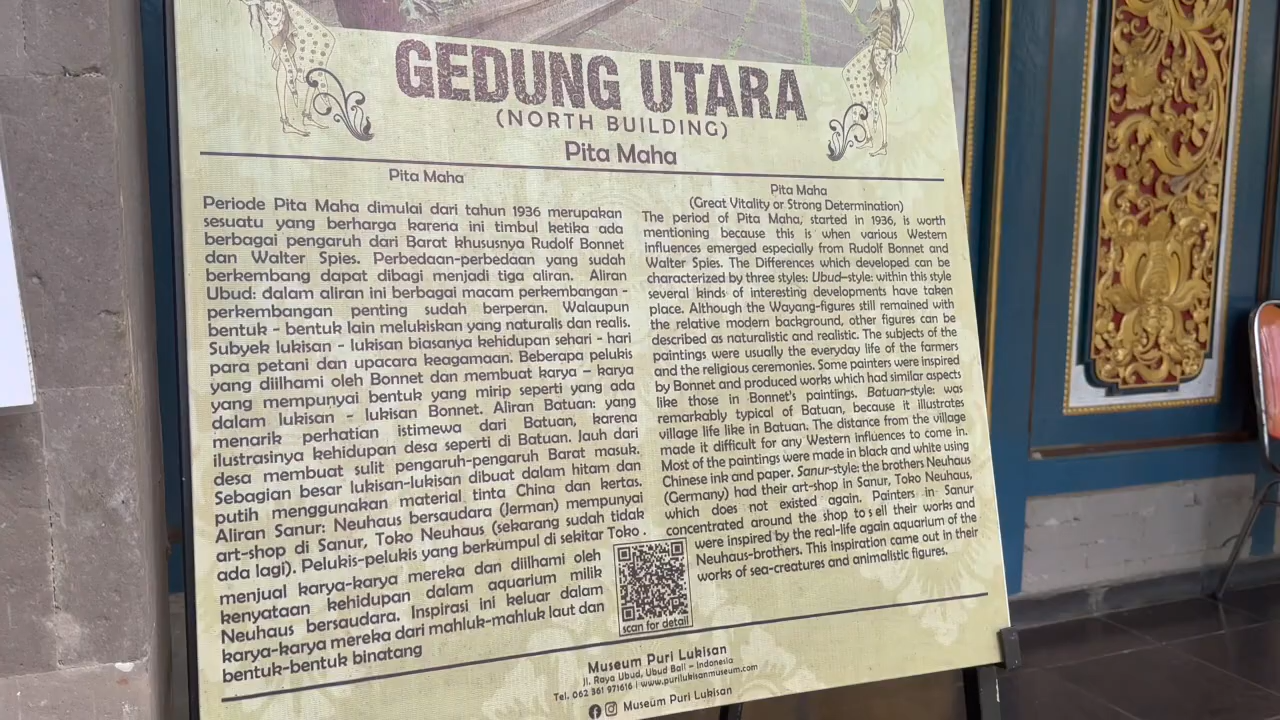 GEDUNG UTARA
(NORTH BUILDING)
Pita Maha
Pita Maha
Periode Pita Maha dimulai dari tahun 1936 merupakan
sesuatu yang berharga karena ini timbul ketika ada
berbagai pengaruh dari Barat khususnya Rudolf Bonnet
dan Walter Spies. Perbedaan-perbedaan yang sudah
berkembang dapat dibagi menjadi tiga aliran. Aliran
Ubud: dalam aliran ini berbagai macam perkembangan -
perkembangan penting sudah berperan. Walaupun
bentuk - bentuk lain melukiskan yang naturalis dan realis.
Subyek lukisan - lukisan biasanya kehidupan sehari - hari
para petani dan upacara keagamaan. Beberapa pelukis
yang diilhami oleh Bonnet dan membuat karya - karya
yang mempunyai bentuk yang mirip seperti yang ada
dalam lukisan - lukisan Bonnet. Aliran Batuan: yang
menarik perhatian istimewa dari Batuan, karena
ilustrasinya kehidupan desa seperti di Batuan. Jauh dari
desa membuat sulit pengaruh-pengaruh Barat masuk.
Sebagian besar lukisan-lukisan dibuat dalam hitam dan
putih menggunakan material tinta China dan kertas.
Aliran Sanur: Neuhaus bersaudara (Jerman) mempunyai
art-shop di Sanur, Toko Neuhaus (sekarang sudah tidak
ada lagi). Pelukis-pelukis yang berkumpul di sekitar Toko .
menjual karya-karya mereka dan diilhami oleh
kenyataan kehidupan dalam aquarium milik
Neuhaus bersaudara. Inspirasi ini keluar dalam
karya-karya mereka dari mahluk-mahluk laut dan
bentuk-bentuk binatang
Pita Maha
(Great Vitality or Strong Determination)
The period of Pita Maha, started in 1936, is worth
mentioning because this is when various Western
influences emerged especially from Rudolf Bonnet and
Walter Spies. The Differences which developed can be
characterized by three styles: Ubud-style: within this style
several kinds of interesting developments have taken
place. Although the Wayang-figures still remained with
the relative modern background, other figures can be
described as naturalistic and realistic. The subjects of the
paintings were usually the everyday life of the farmers
and the religious ceremonies. Some painters were inspired
by Bonnet and produced works which had similar aspects
like those in Bonnet's paintings. Batuan-style: was
remarkably typical of Batuan, because it illustrates
village life like in Batuan. The distance from the village
made it difficult for any Western influences to come in.
Most of the paintings were made in black and white using
Chinese ink and paper. Sanur-style: the brothers Neuhaus,
(Germany) had their art-shop in Sanur, Toko Neuhaus,
which does not existed again. Painters in Sanur
concentrated around the shop to sell their works and
were inspired by the real-life again aquarium of the
Neuhaus-brothers. This inspiration came out in their
works of sea-creatures and animalistic figures.
scan for detail
Museum Puri Lukisan
Jl. Raya Ubud, Ubud Bali - Indonesia
Tel. 062 361 971616 | www.purilukisanmuseum.com
Museum Puri Lukisan